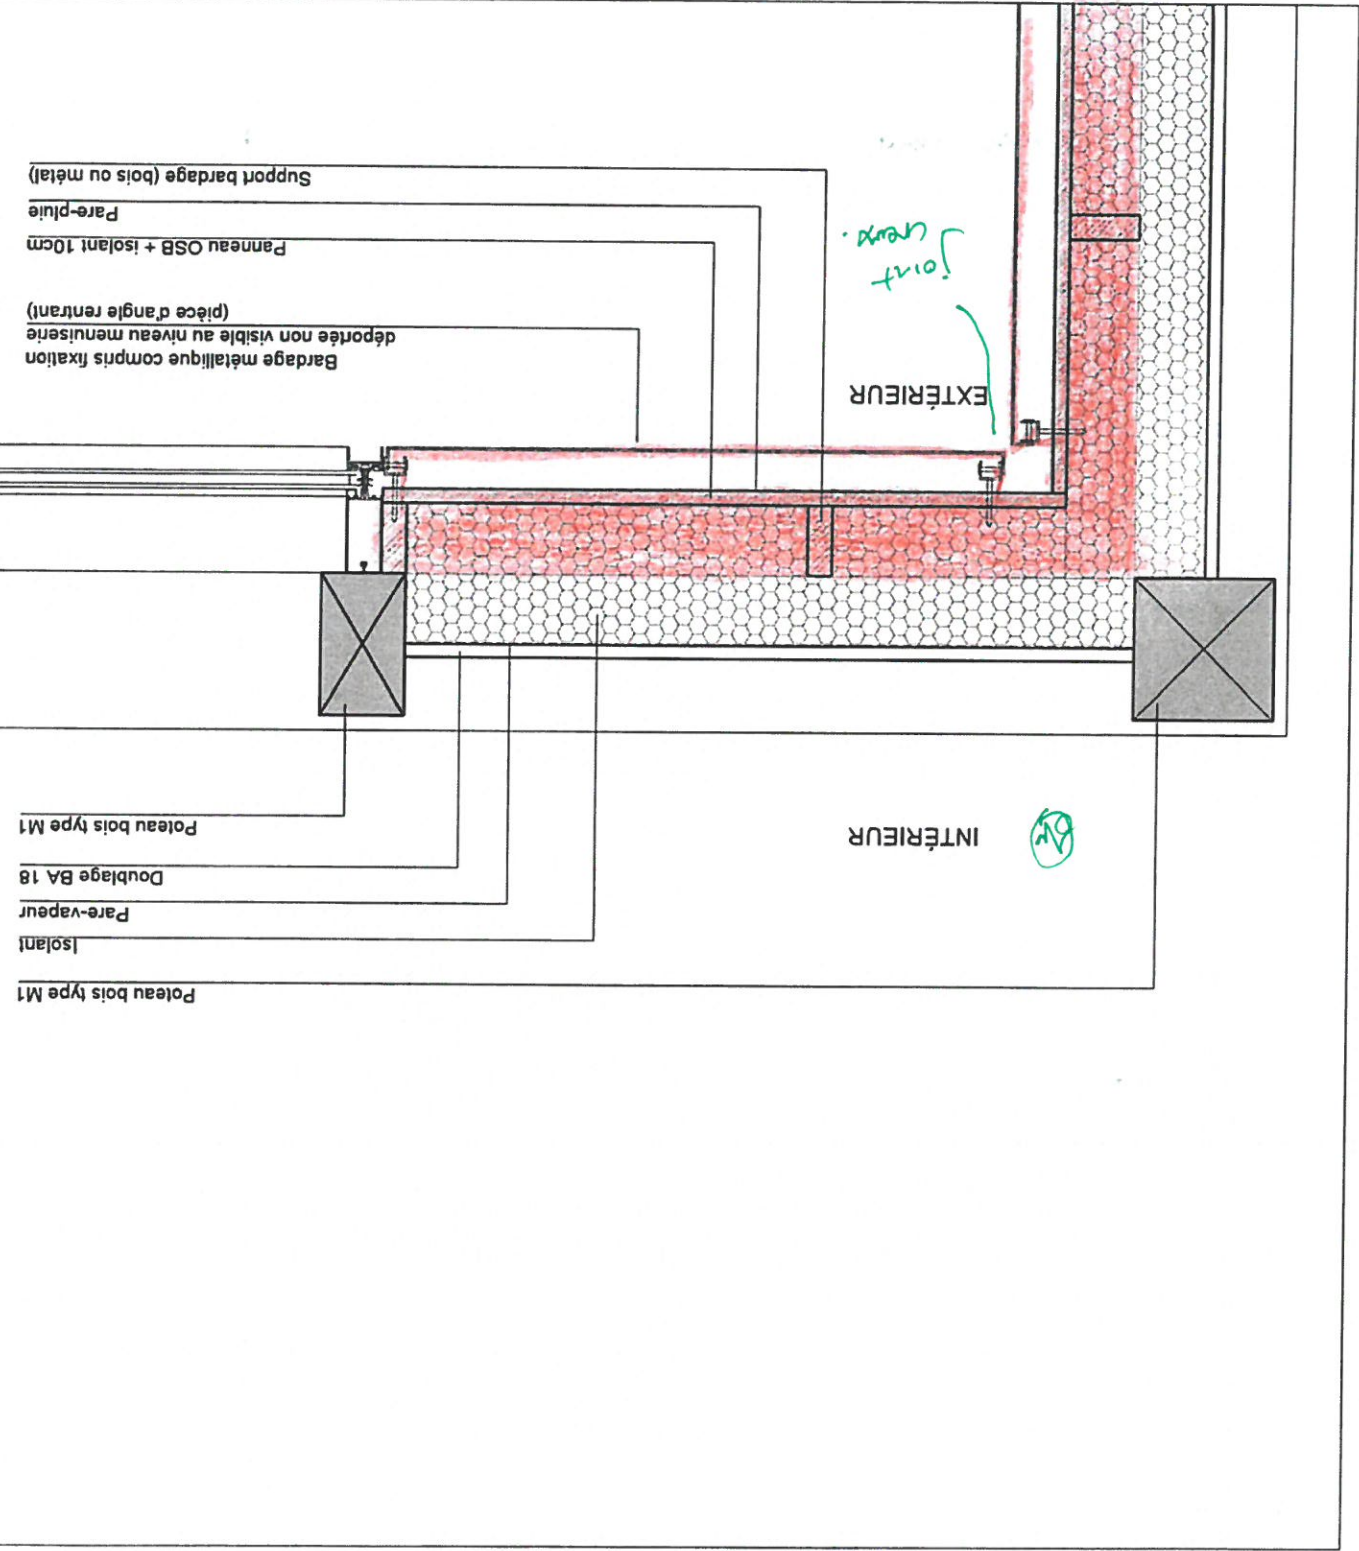 Poteau bois type M1
Isolant
Pare-vapeur
Doublage BA 18
Poteau bois type M1
INTÉRIEUR
EXTÉRIEUR
joint
creux.
Bardage métallique compris fixation
déportée non visible au niveau menuiserie
(pièce d'angle rentrant)
Panneau OSB + isolant 10cm
Pare-pluie
Support bardage (bois ou métal)